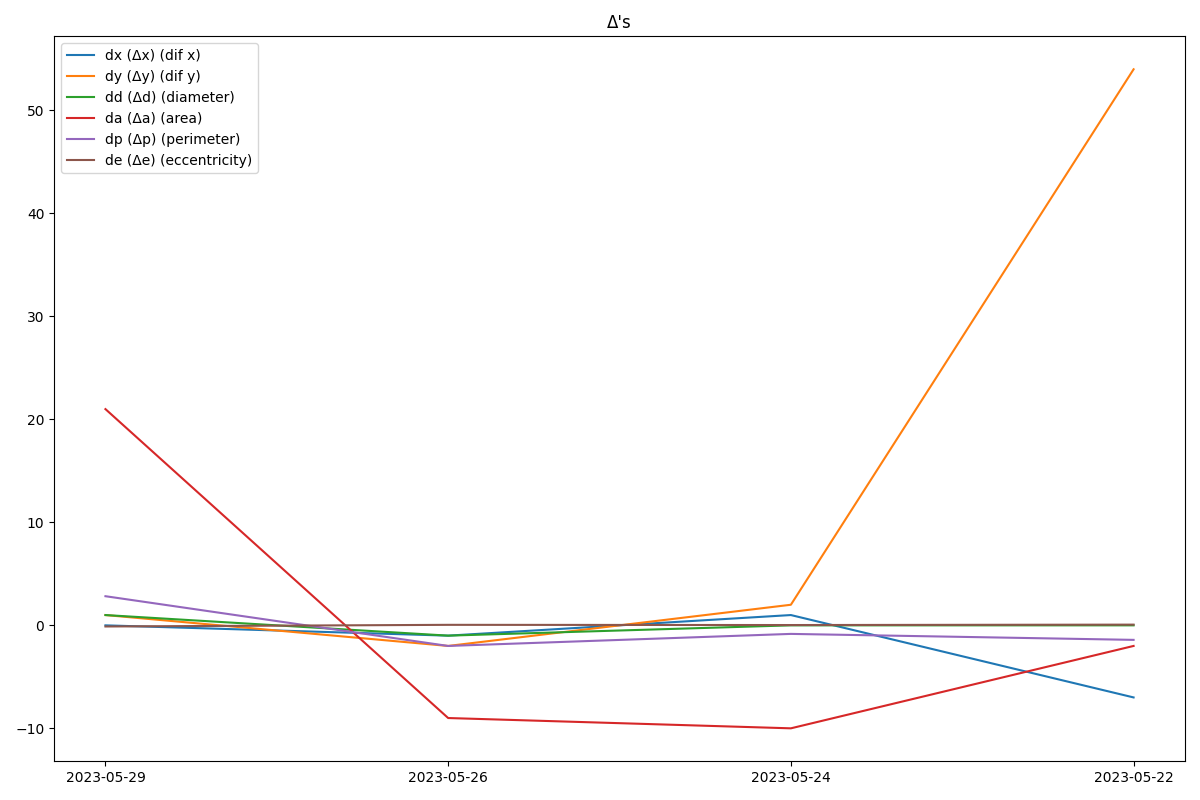 Δ's
dx (Δx) (dif x)
dy (Δy) (dif y)
dd (Δd) (diameter)
da (Δa) (area)
dp (Δp) (perimeter)
de (Δe) (eccentricity)
50
40
30
20
10
0
−10
2023-05-29 2023-05-26 2023-05-24 2023-05-22